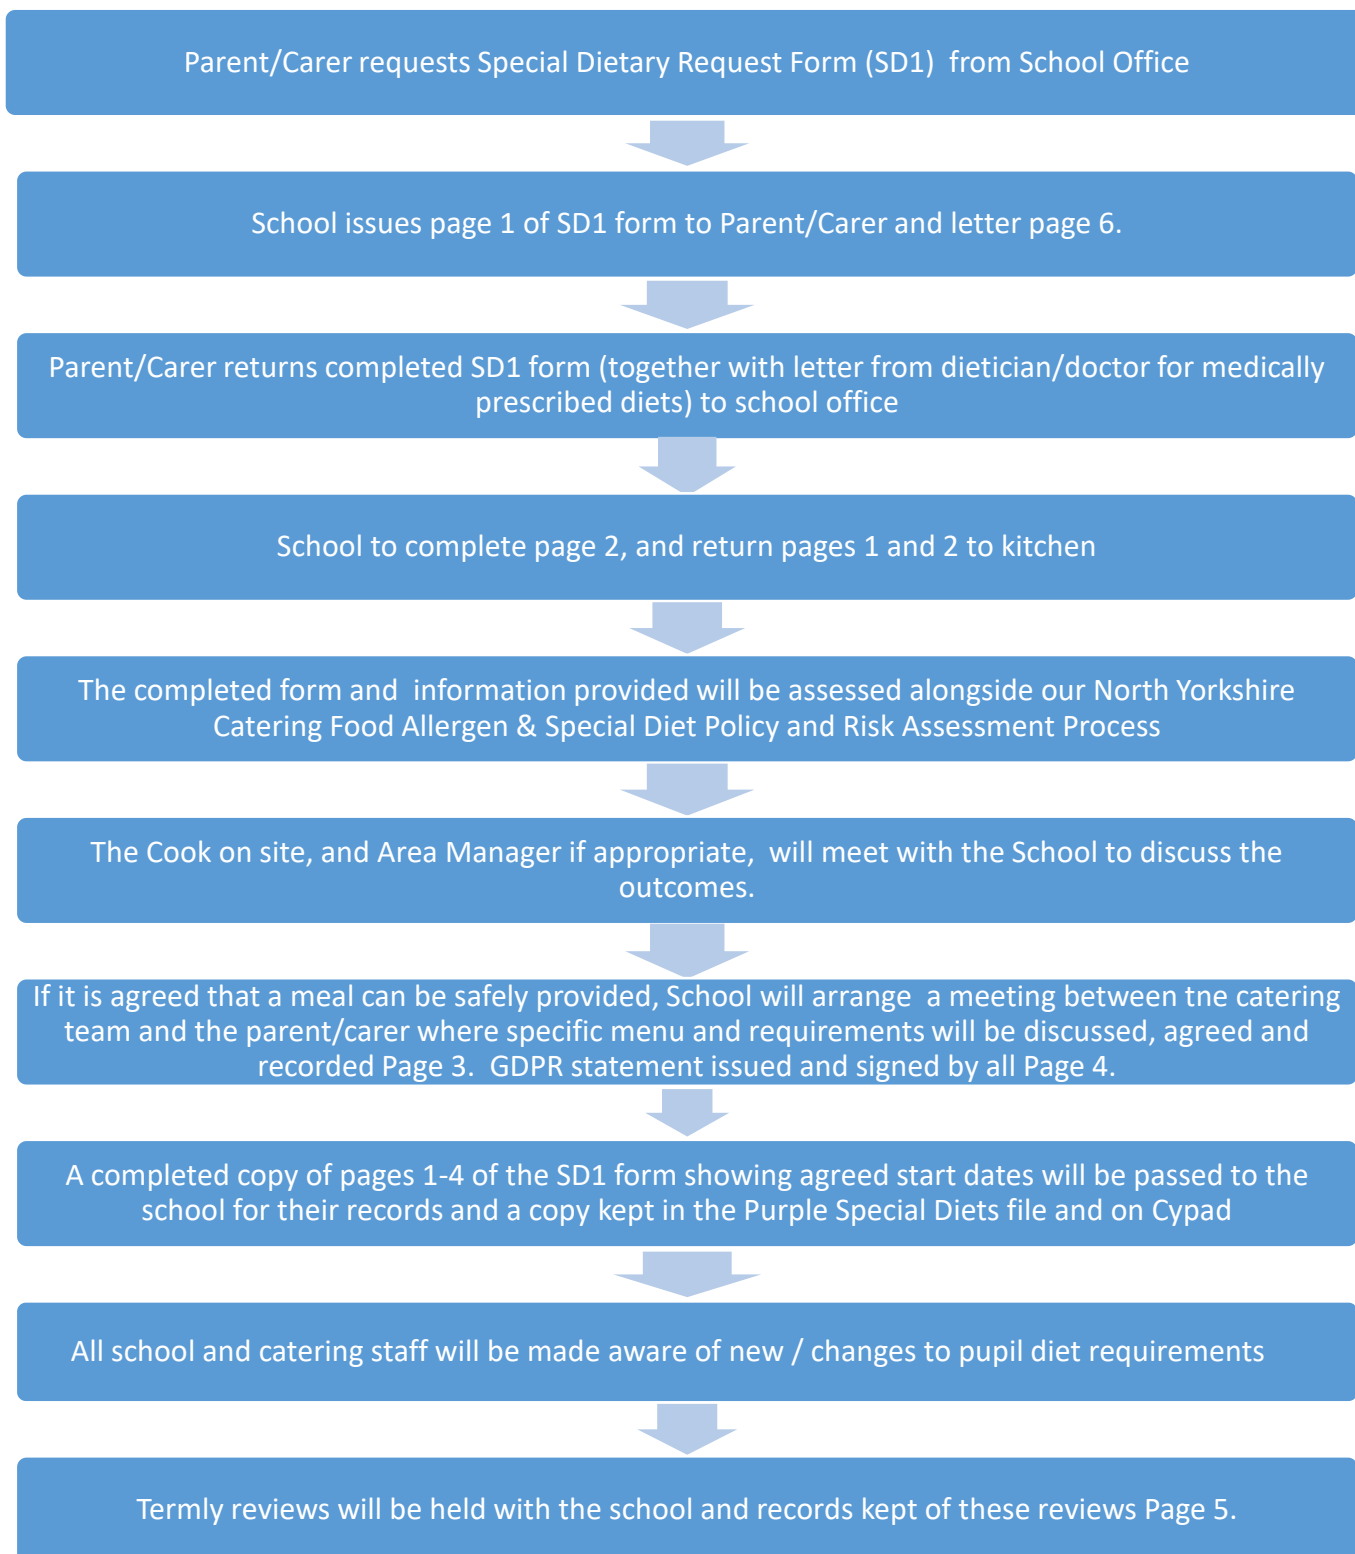 Parent/Carer requests Special Dietary Request Form (SD1)  from School Office
School issues page 1 of SD1 form to Parent/Carer and letter page 6.
Parent/Carer returns completed SD1 form (together with letter from dietician/doctor for medically
prescribed diets) to school office
School to complete page 2, and return pages 1 and 2 to kitchen
The completed form and  information provided will be assessed alongside our North Yorkshire
Catering Food Allergen & Special Diet Policy and Risk Assessment Process
The Cook on site, and Area Manager if appropriate,  will meet with the School to discuss the
outcomes.
If it is agreed that a meal can be safely provided, School will arrange  a meeting between tne catering
team and the parent/carer where specific menu and requirements will be discussed, agreed and
recorded Page 3.  GDPR statement issued and signed by all Page 4.
A completed copy of pages 1-4 of the SD1 form showing agreed start dates will be passed to the
school for their records and a copy kept in the Purple Special Diets file and on Cypad
All school and catering staff will be made aware of new / changes to pupil diet requirements
Termly reviews will be held with the school and records kept of these reviews Page 5.